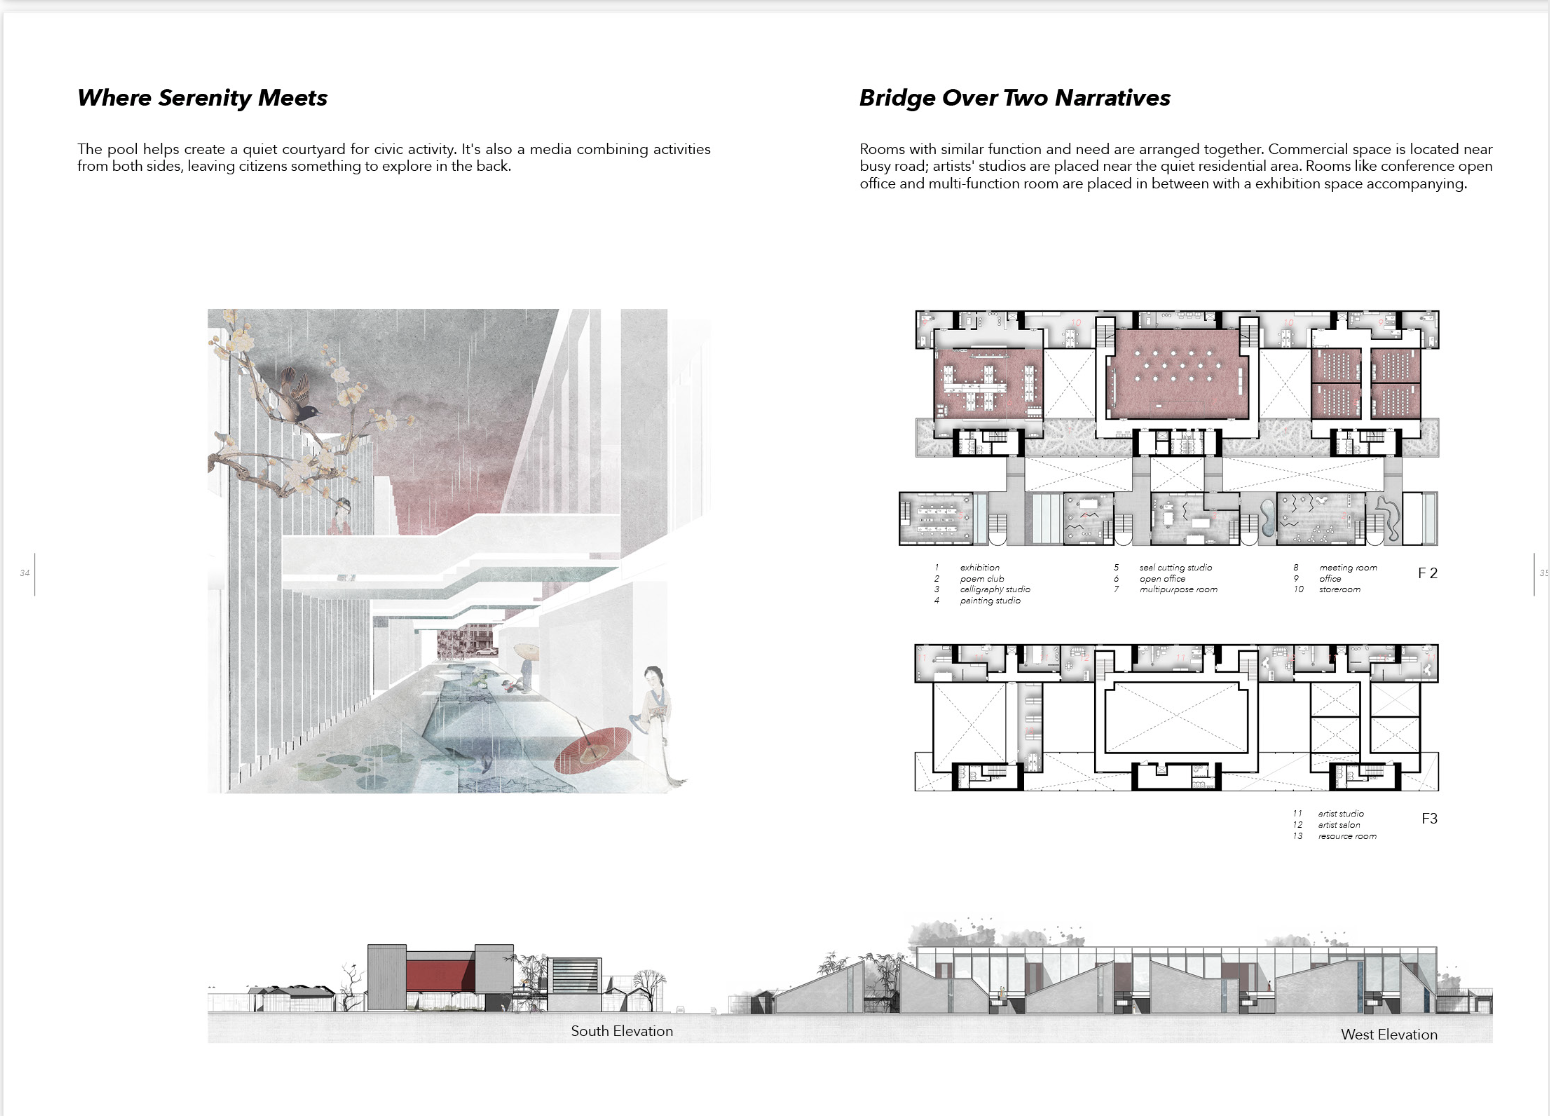 Where Serenity Meets
The pool helps create a quiet courtyard for civic activity. It's also a media combining activities
from both sides, leaving citizens something to explore in the back.
Bridge Over Two Narratives
Rooms with similar function and need are arranged together. Commercial space is located near
busy road; artists' studios are placed near the quiet residential area. Rooms like conference open
office and multi-function room are placed in between with a exhibition space accompanying.
34
35
1 exhibition
2 poem club
3 calligraphy studio
4 painting studio
5 seal cutting studio
6 open office
7 multipurpose room
8 meeting room
9 office
10 storeroom
F 2
11 artist studio
12 artist salon
13 resource room
F3
South Elevation
West Elevation